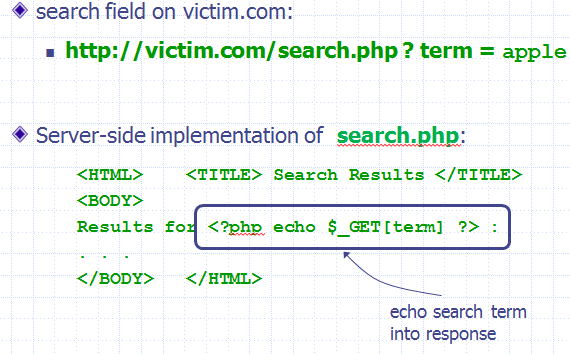 search field on victim.com:
http://victim.com/search.php ? term = apple
Server-side implementation of search.php:
<HTML> <TITLE> Search Results </TITLE>
<BODY>
Results for <?php echo $_GET[term] ?> :
. . .
</BODY> </HTML>
echo search term
into response